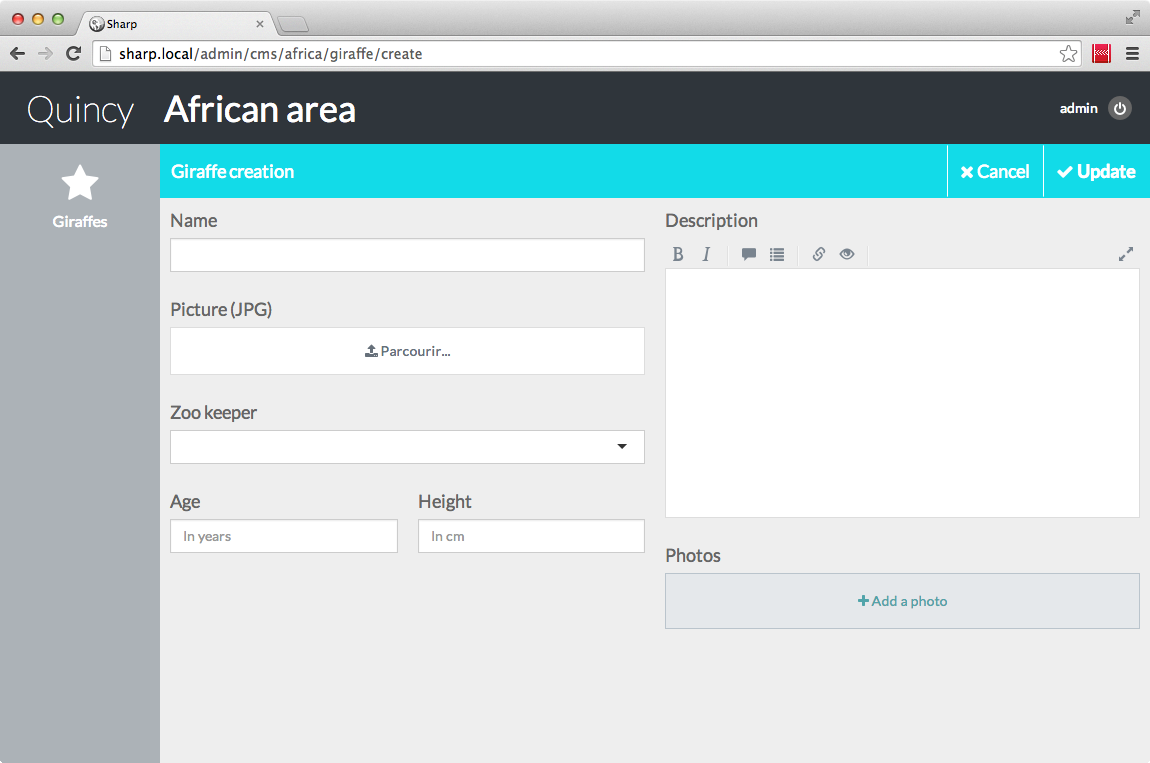 Sharp
sharp.local/admin/cms/africa/giraffe/create
Quincy
African area
admin
Giraffes
Giraffe creation
Cancel
Update
Name
Picture (JPG)
Parcourir...
Zoo keeper
Age
Height
In years
In cm
Description
B I
Photos
Add a photo